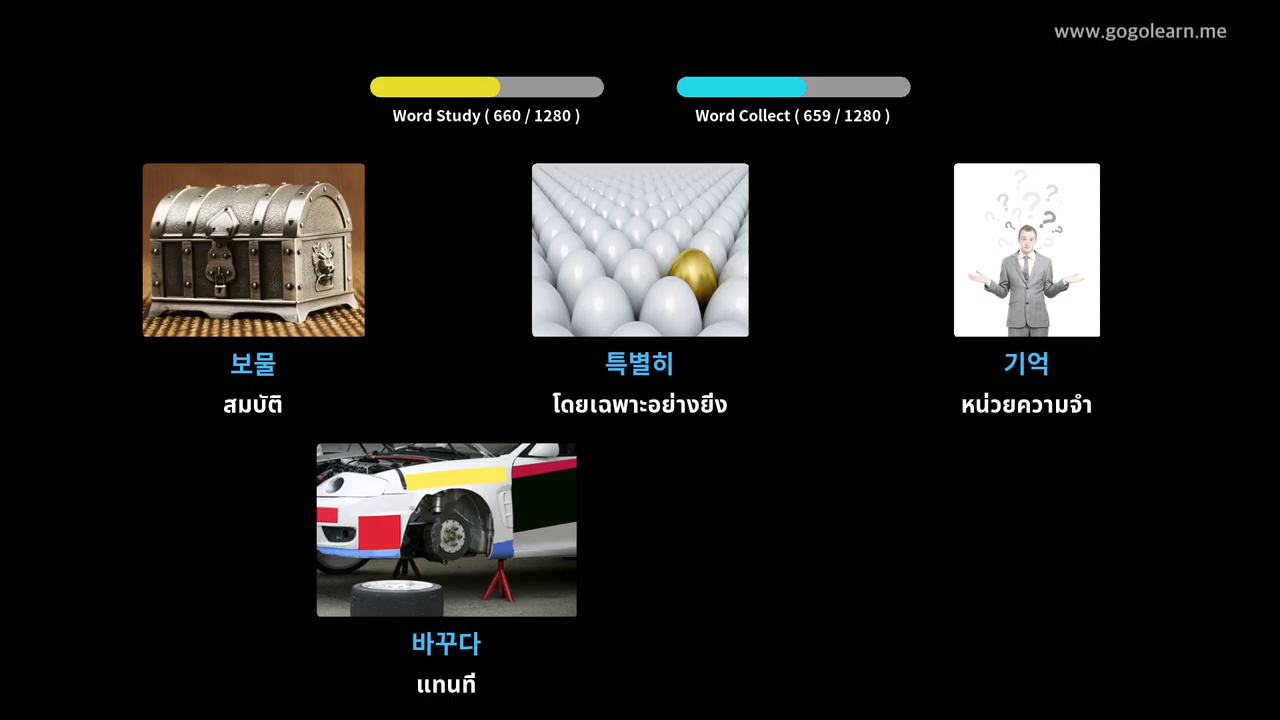 www.gogolearn.me
Word Study ( 660 / 1280 )
Word Collect ( 659 / 1280 )
보물
특별히
기억
สมบัติ
โดยเฉพาะอย่างยิ่ง
หน่วยความจำ
바꾸다
แทนที่